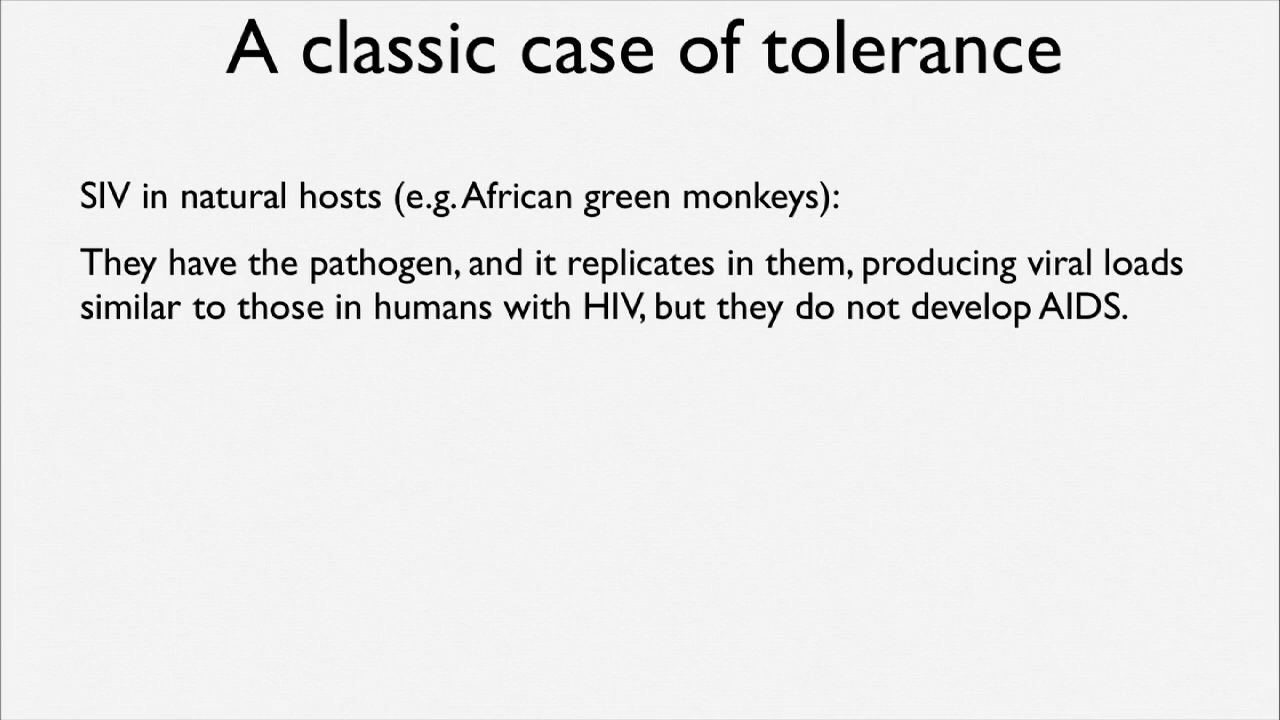 A classic case of tolerance
SIV in natural hosts (e.g. African green monkeys):
They have the pathogen, and it replicates in them, producing viral loads
similar to those in humans with HIV, but they do not develop AIDS.